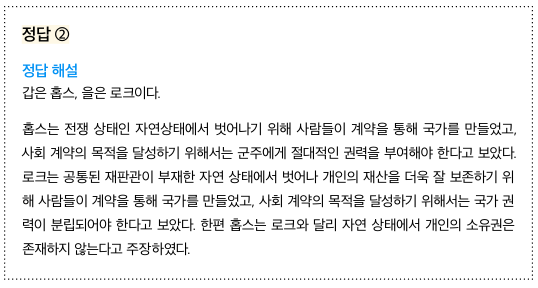 정답 ②
정답 해설
갑은 홉스, 을은 로크이다.
홉스는 전쟁 상태인 자연상태에서 벗어나기 위해 사람들이 계약을 통해 국가를 만들었고,
사회 계약의 목적을 달성하기 위해서는 군주에게 절대적인 권력을 부여해야 한다고 보았다.
로크는 공통된 재판관이 부재한 자연 상태에서 벗어나 개인의 재산을 더욱 잘 보존하기 위
해 사람들이 계약을 통해 국가를 만들었고, 사회 계약의 목적을 달성하기 위해서는 국가 권
력이 분립되어야 한다고 보았다. 한편 홉스는 로크와 달리 자연 상태에서 개인의 소유권은
존재하지 않는다고 주장하였다.